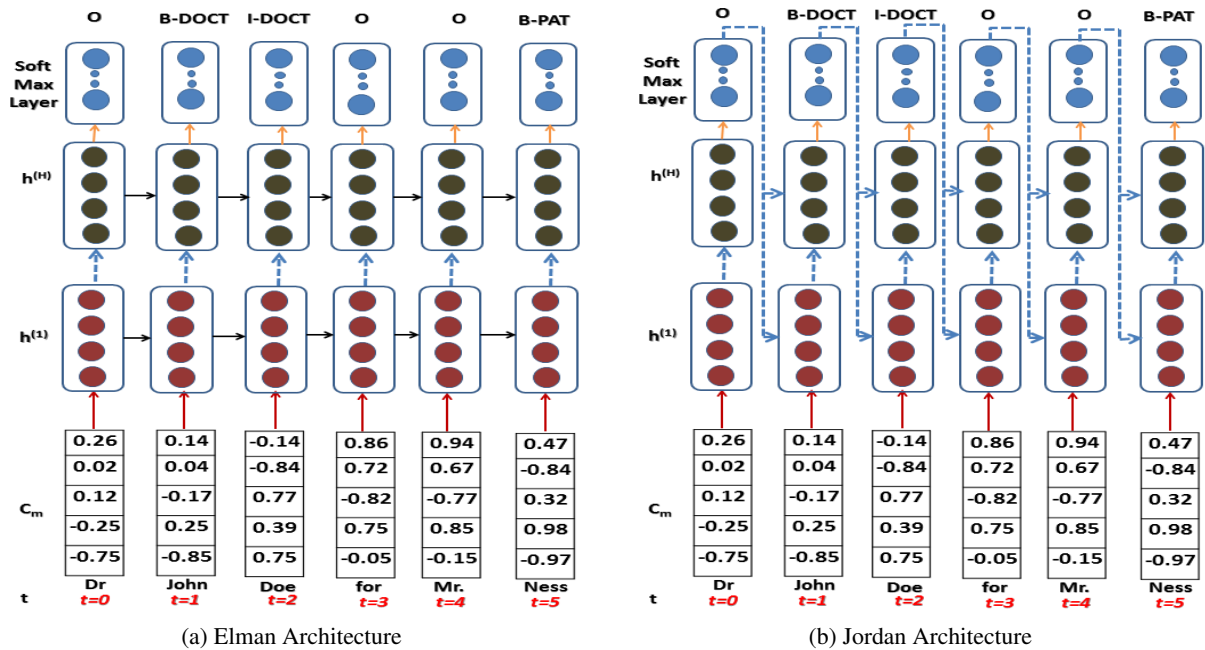 O B-DOCT I-DOCT O O B-PAT
Soft
Max
Layer
h(H)
h(1)
0.26 0.14 -0.14 0.86 0.94 0.47
0.02 0.04 -0.84 0.72 0.67 -0.84
0.12 -0.17 0.77 -0.82 -0.77 0.32
Cm
-0.25 0.25 0.39 0.75 0.85 0.98
-0.75 -0.85 0.75 -0.05 -0.15 -0.97
Dr John Doe for Mr. Ness
t t=0 t=1 t=2 t=3 t=4 t=5
(a) Elman Architecture
O B-DOCT I-DOCT O O B-PAT
Soft
Max
Layer
h(H)
h(1)
0.26 0.14 -0.14 0.86 0.94 0.47
0.02 0.04 -0.84 0.72 0.67 -0.84
0.12 -0.17 0.77 -0.82 -0.77 0.32
Cm
-0.25 0.25 0.39 0.75 0.85 0.98
-0.75 -0.85 0.75 -0.05 -0.15 -0.97
Dr John Doe for Mr. Ness
t t=0 t=1 t=2 t=3 t=4 t=5
(b) Jordan Architecture